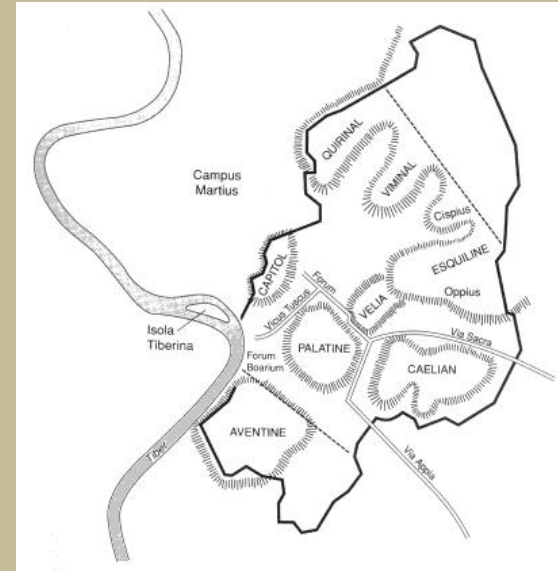 QUIRINAL
VIMINAL
Campus
Martius
Cispius
CAPITOL
ESQUILINE
Forum
Oppius
VELIA
Vicus Tuscus
Isola
Tiberina
Via Sacra
PALATINE
Forum
Boarium
CAELIAN
AVENTINE
Tiber
Via Appia